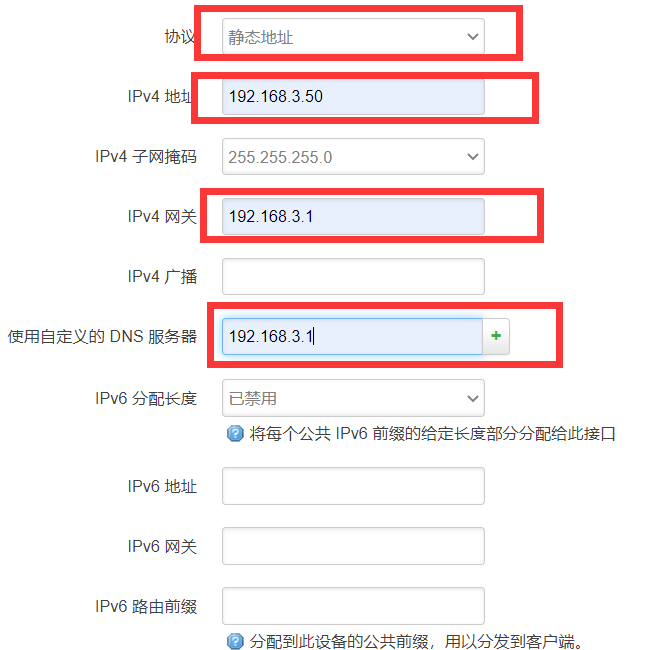 协议 静态地址
IPv4 地址 192.168.3.50
IPv4 子网掩码 255.255.255.0
IPv4 网关 192.168.3.1
IPv4 广播
使用自定义的 DNS 服务器 192.168.3.1
IPv6 分配长度 已禁用
将每个公共 IPv6 前缀的给定长度部分分配给此接口
IPv6 地址
IPv6 网关
IPv6 路由前缀
分配到此设备的公共前缀，用以分发到客户端。